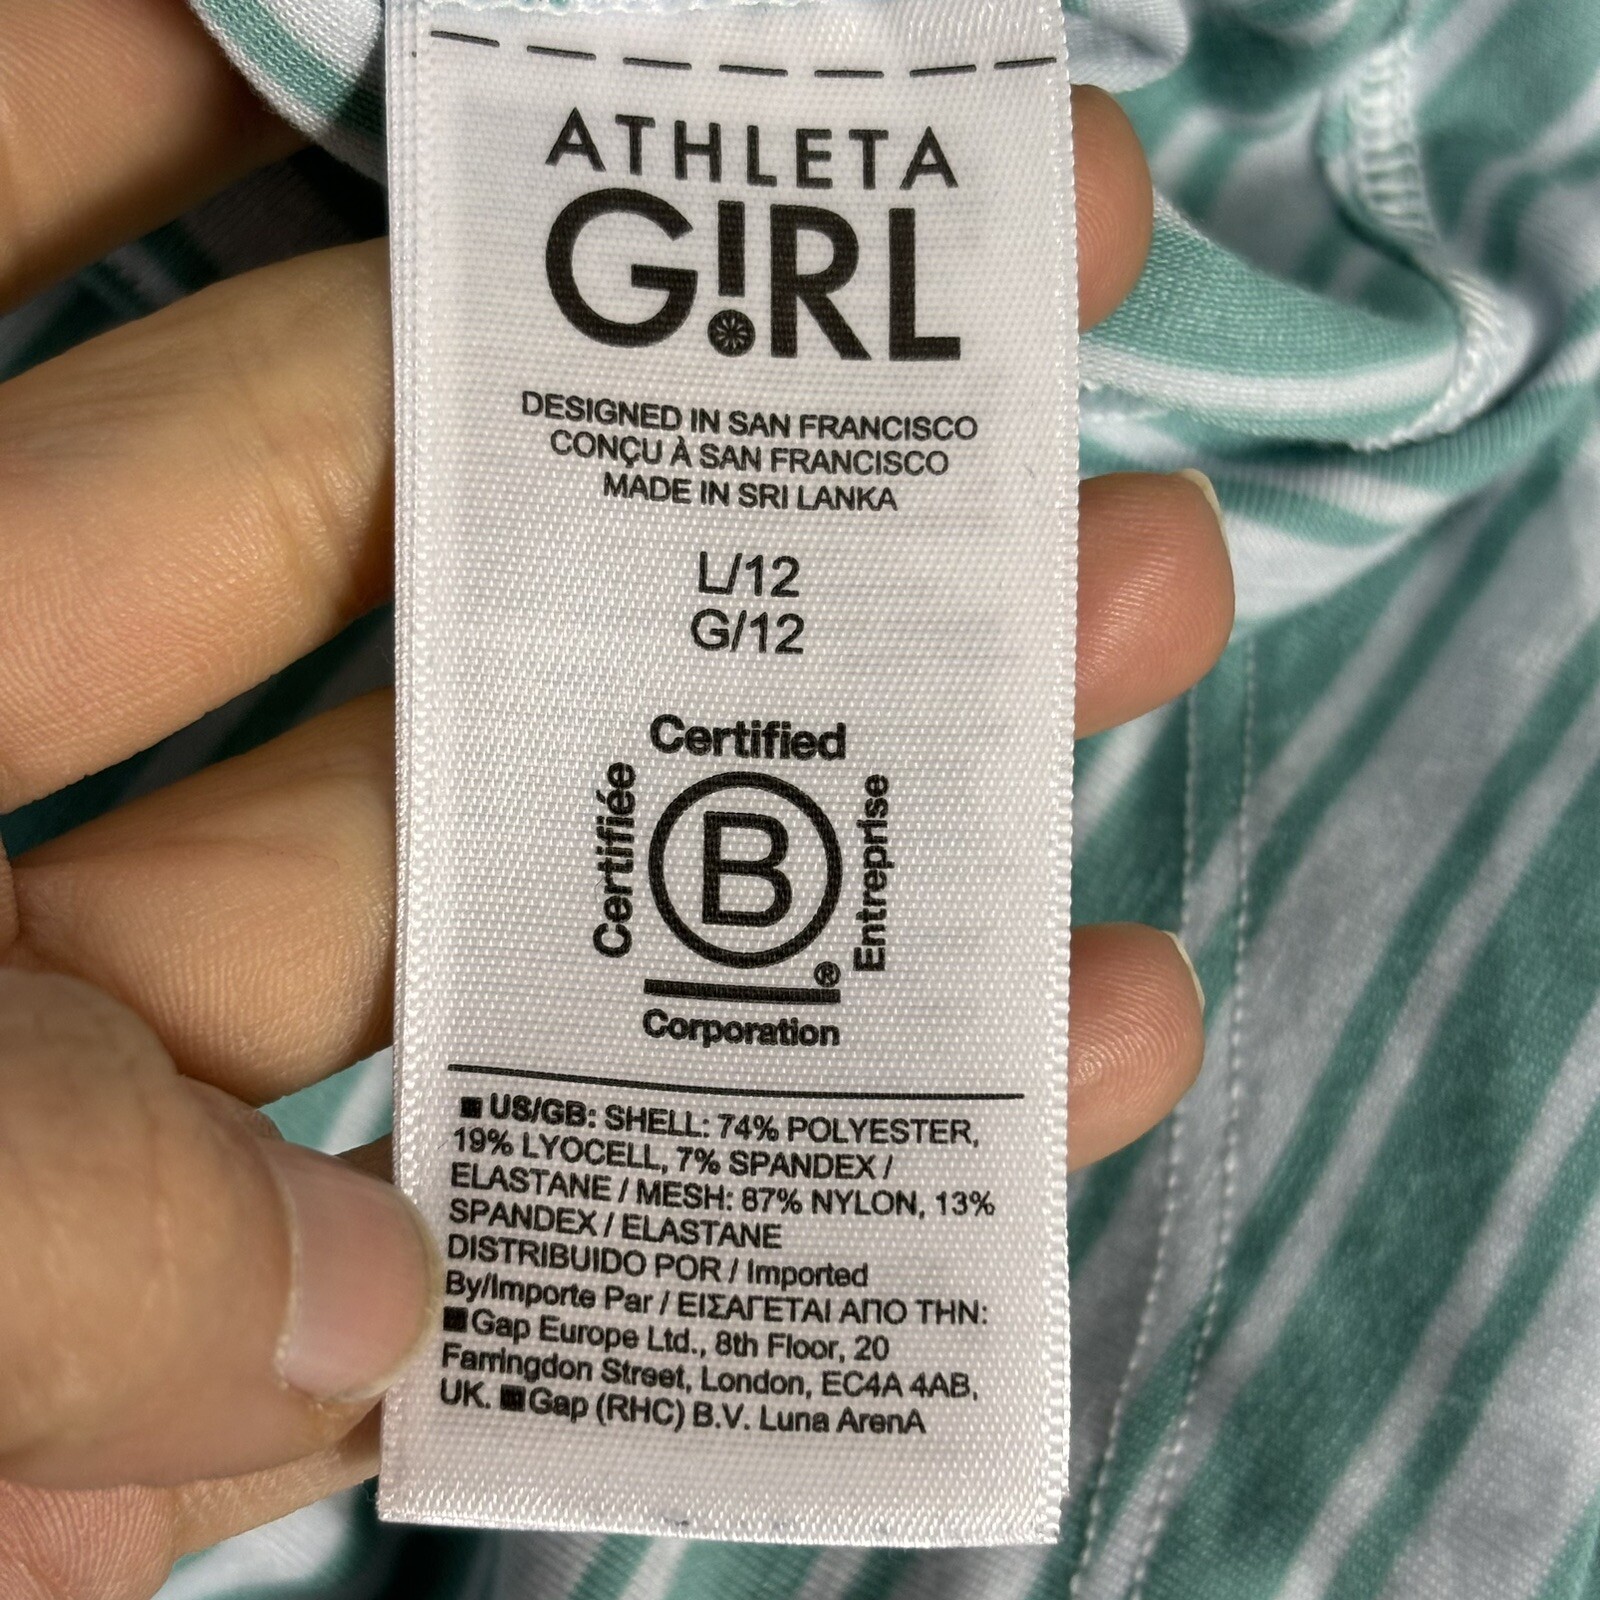 ATHLETA
G!RL
DESIGNED IN SAN FRANCISCO
CONÇU À SAN FRANCISCO
MADE IN SRI LANKA
L/12
G/12
Certified
Certifiée
B
Entreprise
®
Corporation
US/GB: SHELL: 74% POLYESTER,
19% LYOCELL, 7% SPANDEX /
ELASTANE / MESH: 87% NYLON, 13%
SPANDEX / ELASTANE
DISTRIBUIDO POR / Imported
By/Importe Par / ΕΙΣΑΓΕΤΑΙ ΑΠΟ ΤΗΝ:
Gap Europe Ltd., 8th Floor, 20
Farringdon Street, London, EC4A 4AB,
UK. Gap (RHC) B.V. Luna ArenA